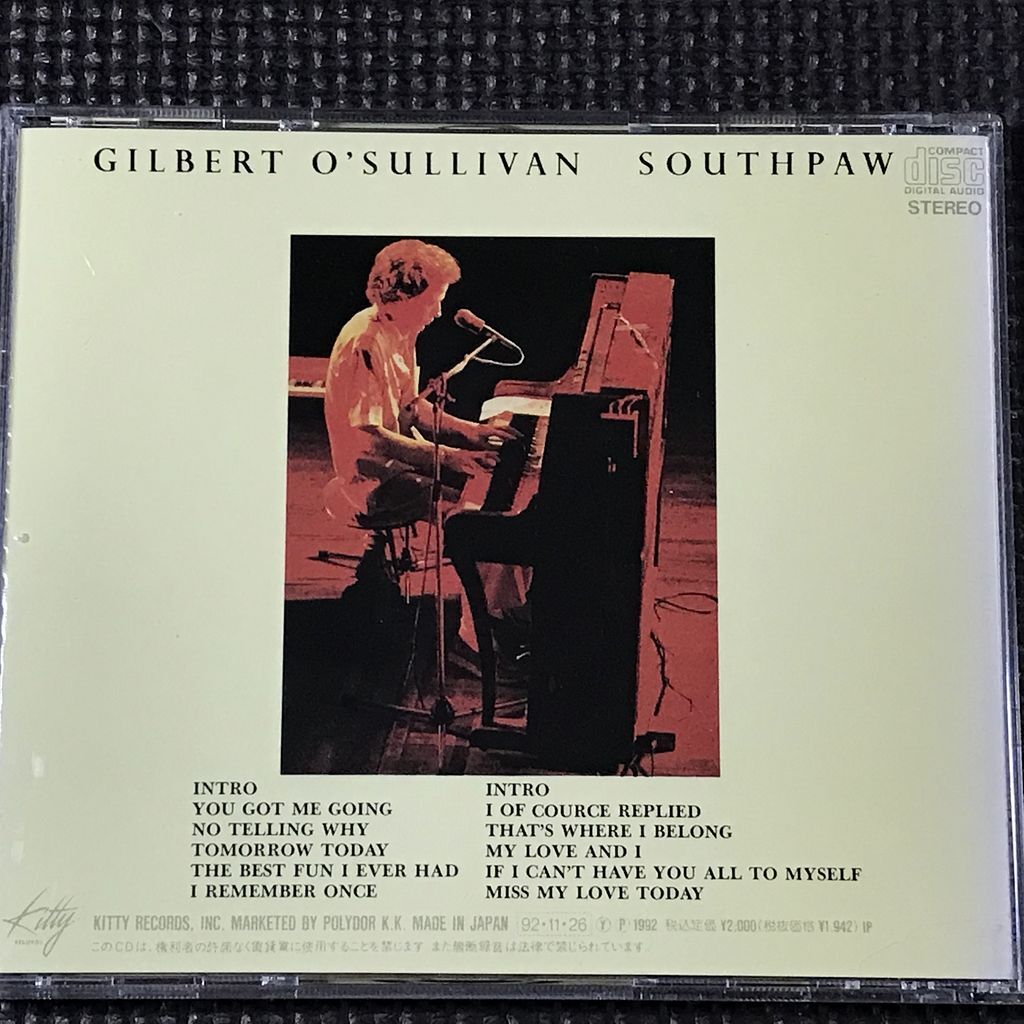 GILBERT O'SULLIVAN SOUTHPAW
COMPACT
disc
DIGITAL AUDIO
STEREO
INTRO
YOU GOT ME GOING
NO TELLING WHY
TOMORROW TODAY
THE BEST FUN I EVER HAD
I REMEMBER ONCE
INTRO
I OF COURCE REPLIED
THAT'S WHERE I BELONG
MY LOVE AND I
IF I CAN'T HAVE YOU ALL TO MYSELF
MISS MY LOVE TODAY
Kitty
RECORDS
KITTY RECORDS, INC. MARKETED BY POLYDOR K.K. MADE IN JAPAN 92·11·26 Ⓨ P. 1992 税込定価 ¥2,000(税抜価格 ¥1,942) IP
このCDは、権利者の許諾なく賃貸業に使用することを禁じます また無断録音は法律で禁じられています。